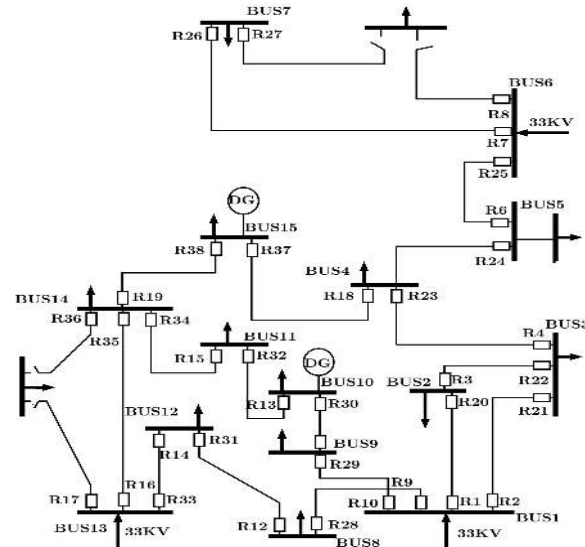 BUS7
R26
R27
BUS6
R8
33KV
R7
R25
DG
BUS5
R6
BUS15
R38
R37
R24
BUS4
BUS14
R19
R18
R23
R36
R34
BUS3
R35
BUS11
R4
R15
R32
DG
R3
R22
BUS10
BUS2
R13
R30
R20
R21
BUS12
R31
BUS9
R14
R29
R16
R9
R17
R33
R10
R1
R2
R12
R28
BUS1
BUS13
33KV
BUS8
33KV